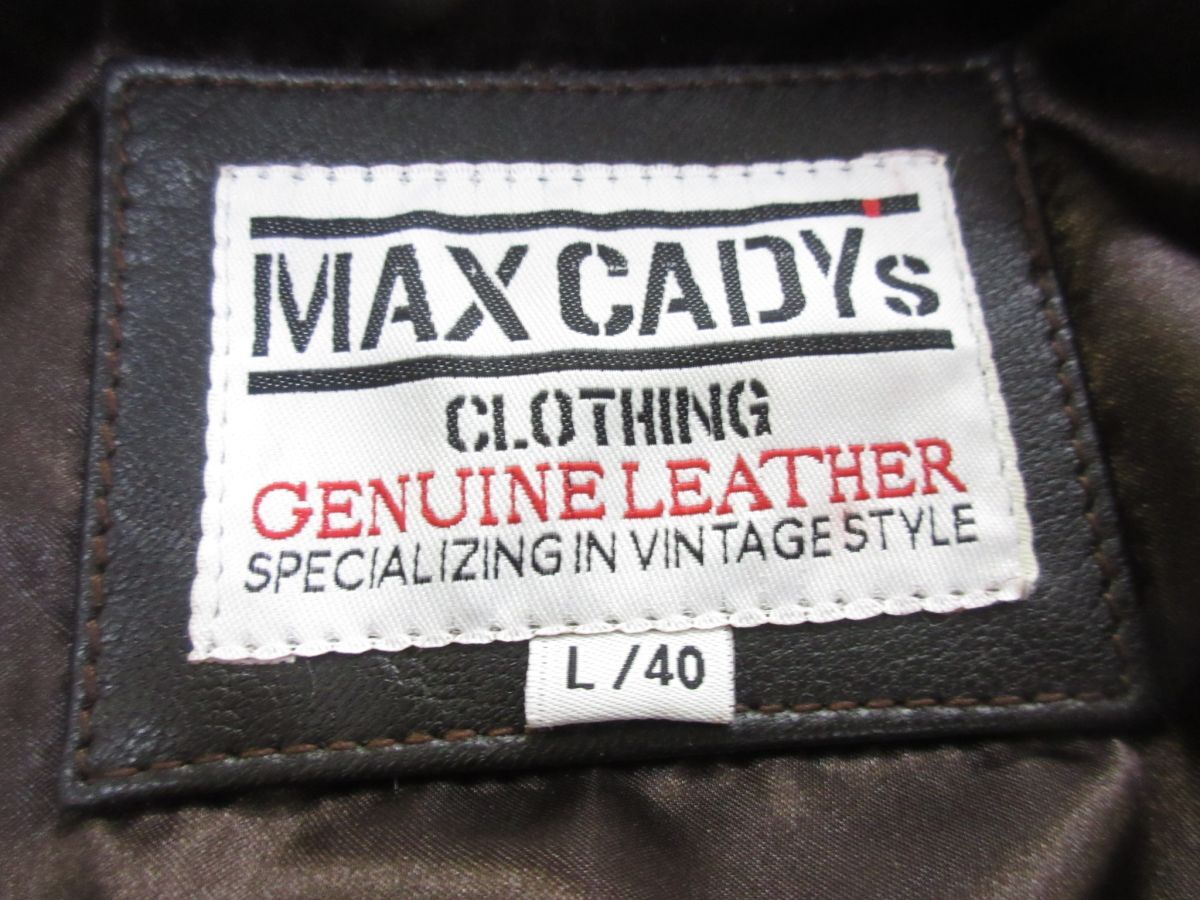 MAX CADYs
CLOTHING
GENUINE LEATHER
SPECIALIZING IN VINTAGE STYLE
L / 40